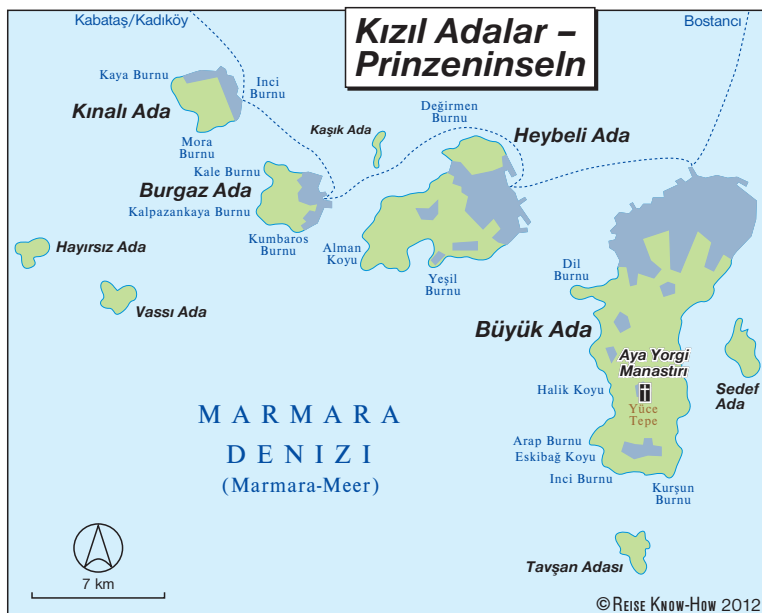 Kabataş/Kadıköy
Kızıl Adalar –
Prinzeninseln
Bostancı
Kaya Burnu
Inci
Burnu
Kınalı Ada
Mora
Burnu
Kaşık Ada
Değirmen
Burnu
Heybeli Ada
Kale Burnu
Burgaz Ada
Kalpazankaya Burnu
Kumbaros
Burnu
Alman
Koyu
Yeşil
Burnu
Hayırsız Ada
Vassı Ada
Dil
Burnu
Büyük Ada
Aya Yorgi
Manastırı
Sedef
Ada
Halik Koyu
Yüce
Tepe
MARMARA
DENIZI
(Marmara-Meer)
Arap Burnu
Eskibağ Koyu
Inci Burnu
Kurşun
Burnu
Tavşan Adası
7 km
© REISE KNOW-HOW 2012